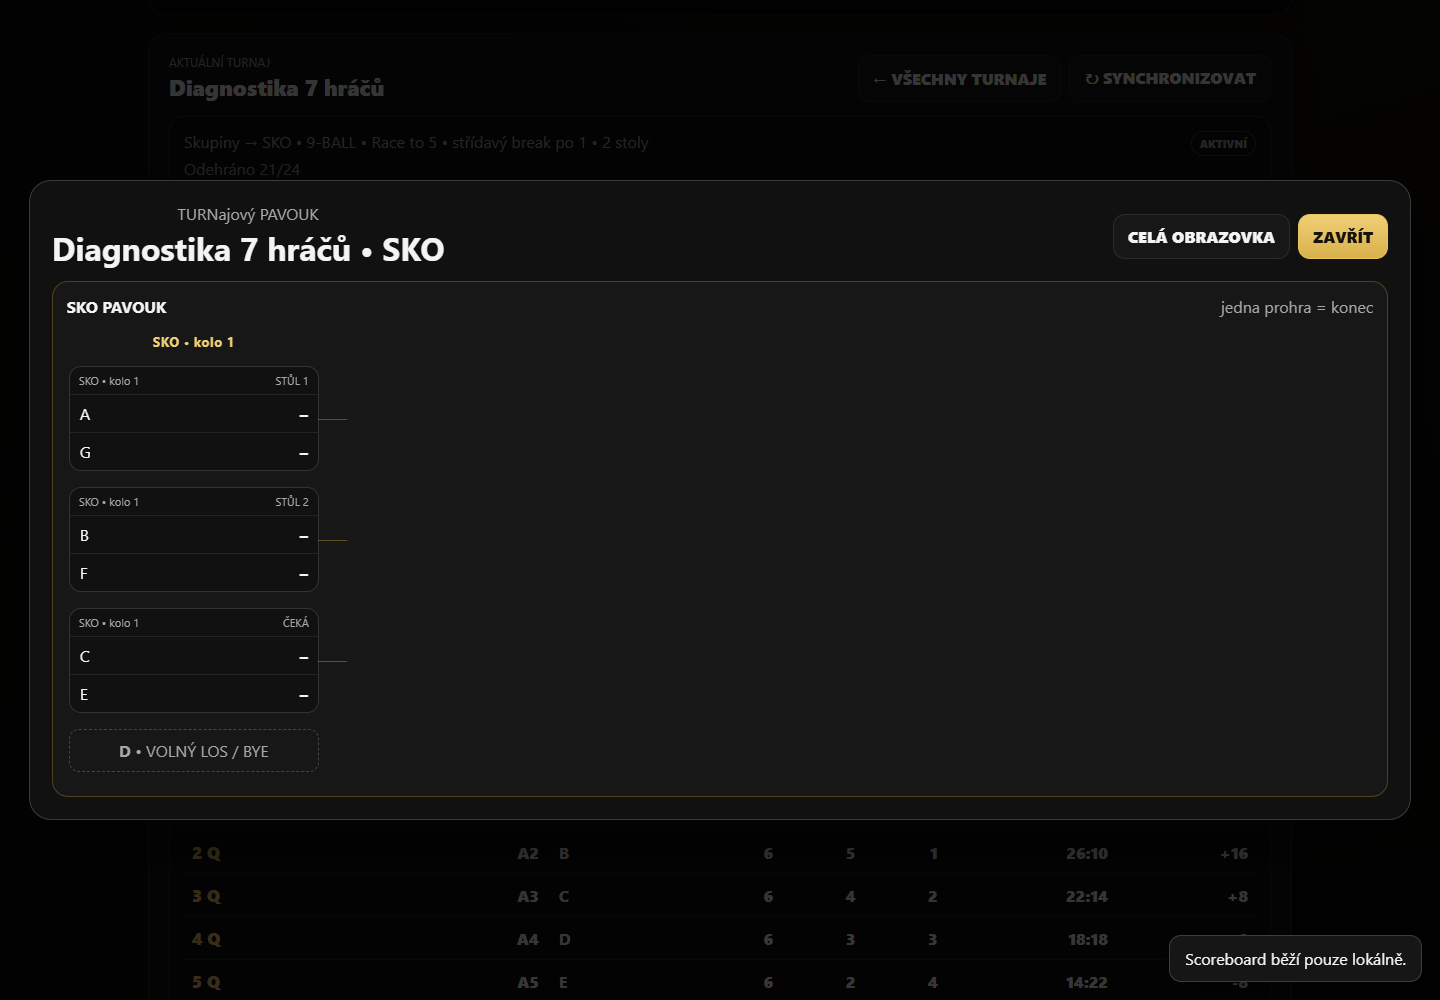 AKTUÁLNÍ TURNAJ
Diagnostika 7 hráčů
← VŠECHNY TURNAJE
↻ SYNCHRONIZOVAT
Skupiny → SKO • 9-BALL • Race to 5 • střídavý break po 1 • 2 stoly
AKTIVNÍ
Odehráno 21/24
TURNajový PAVOUK
Diagnostika 7 hráčů • SKO
CELÁ OBRAZOVKA
ZAVŘÍT
SKO PAVOUK
jedna prohra = konec
SKO • kolo 1
SKO • kolo 1 STŮL 1
A –
G –
SKO • kolo 1 STŮL 2
B –
F –
SKO • kolo 1 ČEKÁ
C –
E –
D • VOLNÝ LOS / BYE
2 Q A2 B 6 5 1 26:10 +16
3 Q A3 C 6 4 2 22:14 +8
4 Q A4 D 6 3 3 18:18
5 Q A5 E 6 2 4 14:22 -8
Scoreboard běží pouze lokálně.